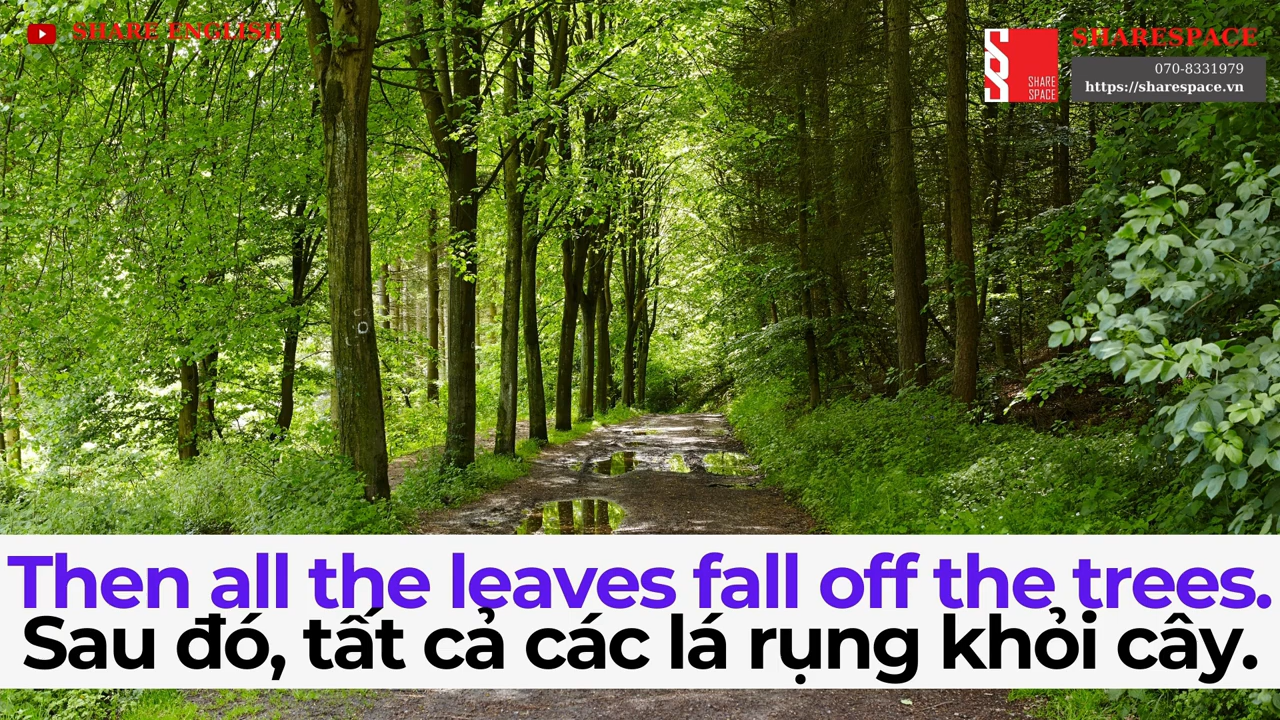 SHARE ENGLISH
SHARESPACE
070-8331979
https://sharespace.vn
SHARE
SPACE
Then all the leaves fall off the trees.
Sau đó, tất cả các lá rụng khỏi cây.